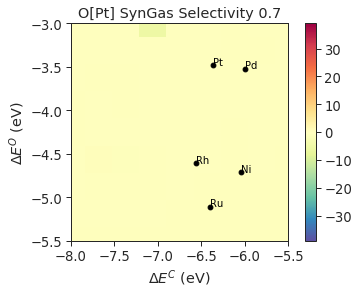 O[Pt] SynGas Selectivity 0.7
−3.0
−3.5
−4.0
−4.5
−5.0
−5.5
ΔE^O (eV)
Pt
Pd
Rh
Ni
Ru
−8.0 −7.5 −7.0 −6.5 −6.0 −5.5
ΔE^C (eV)
30
20
10
0
−10
−20
−30